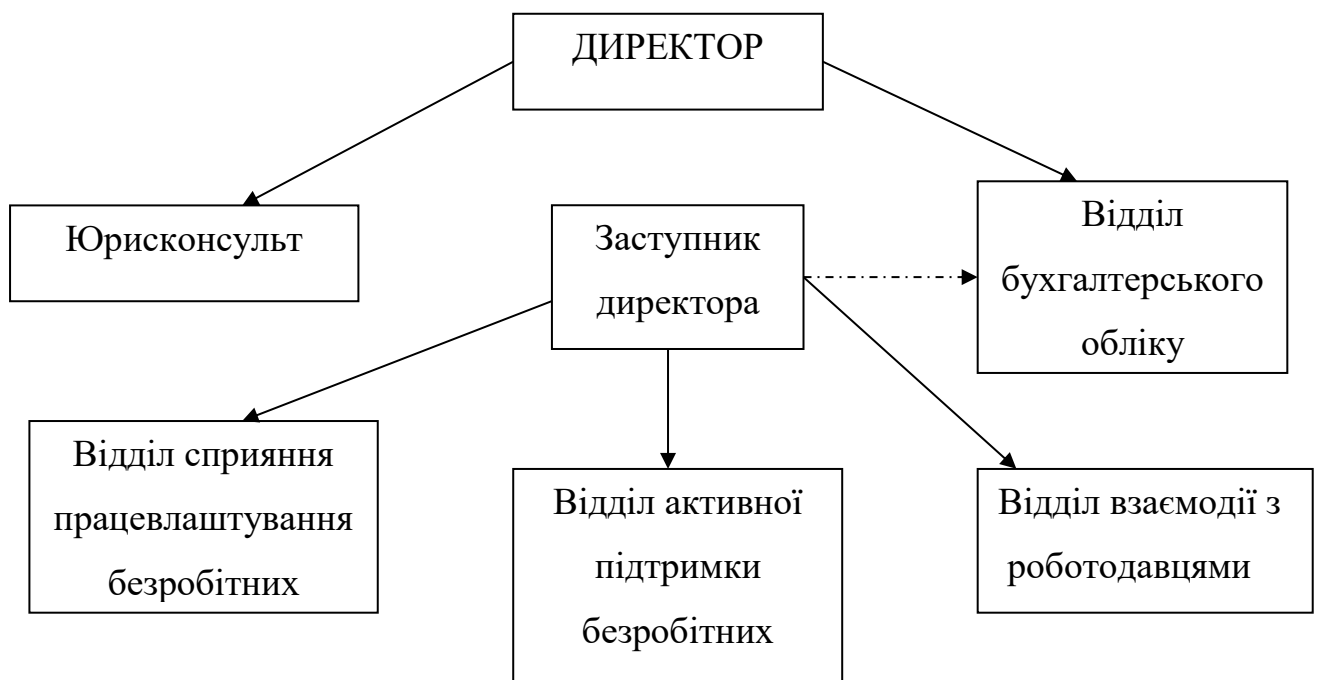 ДИРЕКТОР
Юрисконсульт
Заступник
директора
Відділ
бухгалтерського
обліку
Відділ сприяння
працевлаштування
безробітних
Відділ активної
підтримки
безробітних
Відділ взаємодії з
роботодавцями